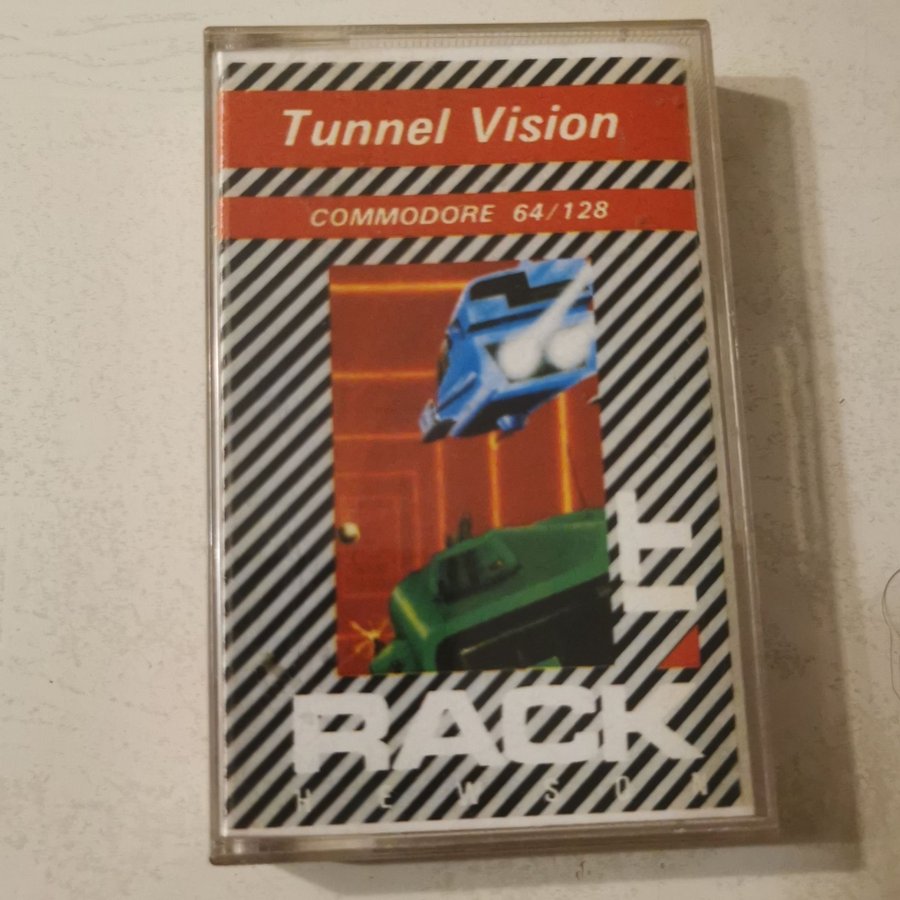 Tunnel Vision
COMMODORE 64/128
RACK
IT
HEWSON